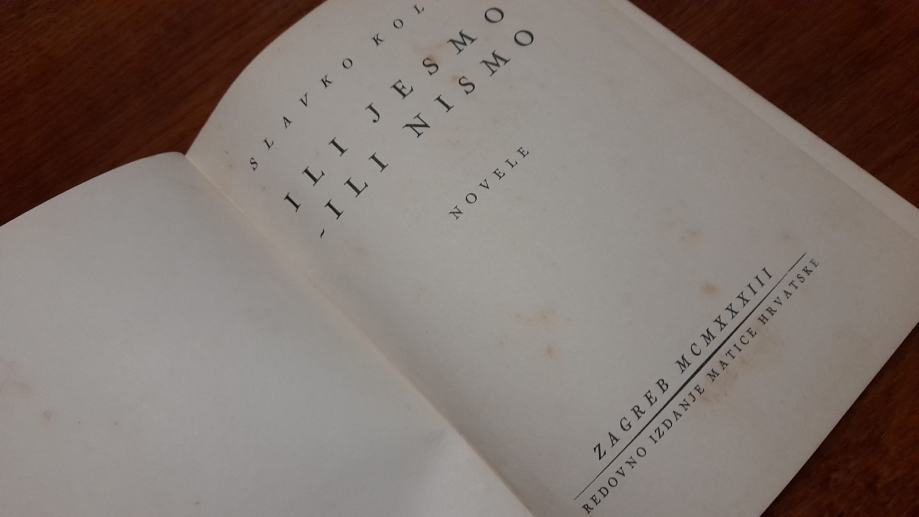 SLAVKO KOL
ILI JESMO
-ILI NISMO
NOVELE
ZAGREB MCMXXXIII
REDOVNO IZDANJE MATICE HRVATSKE